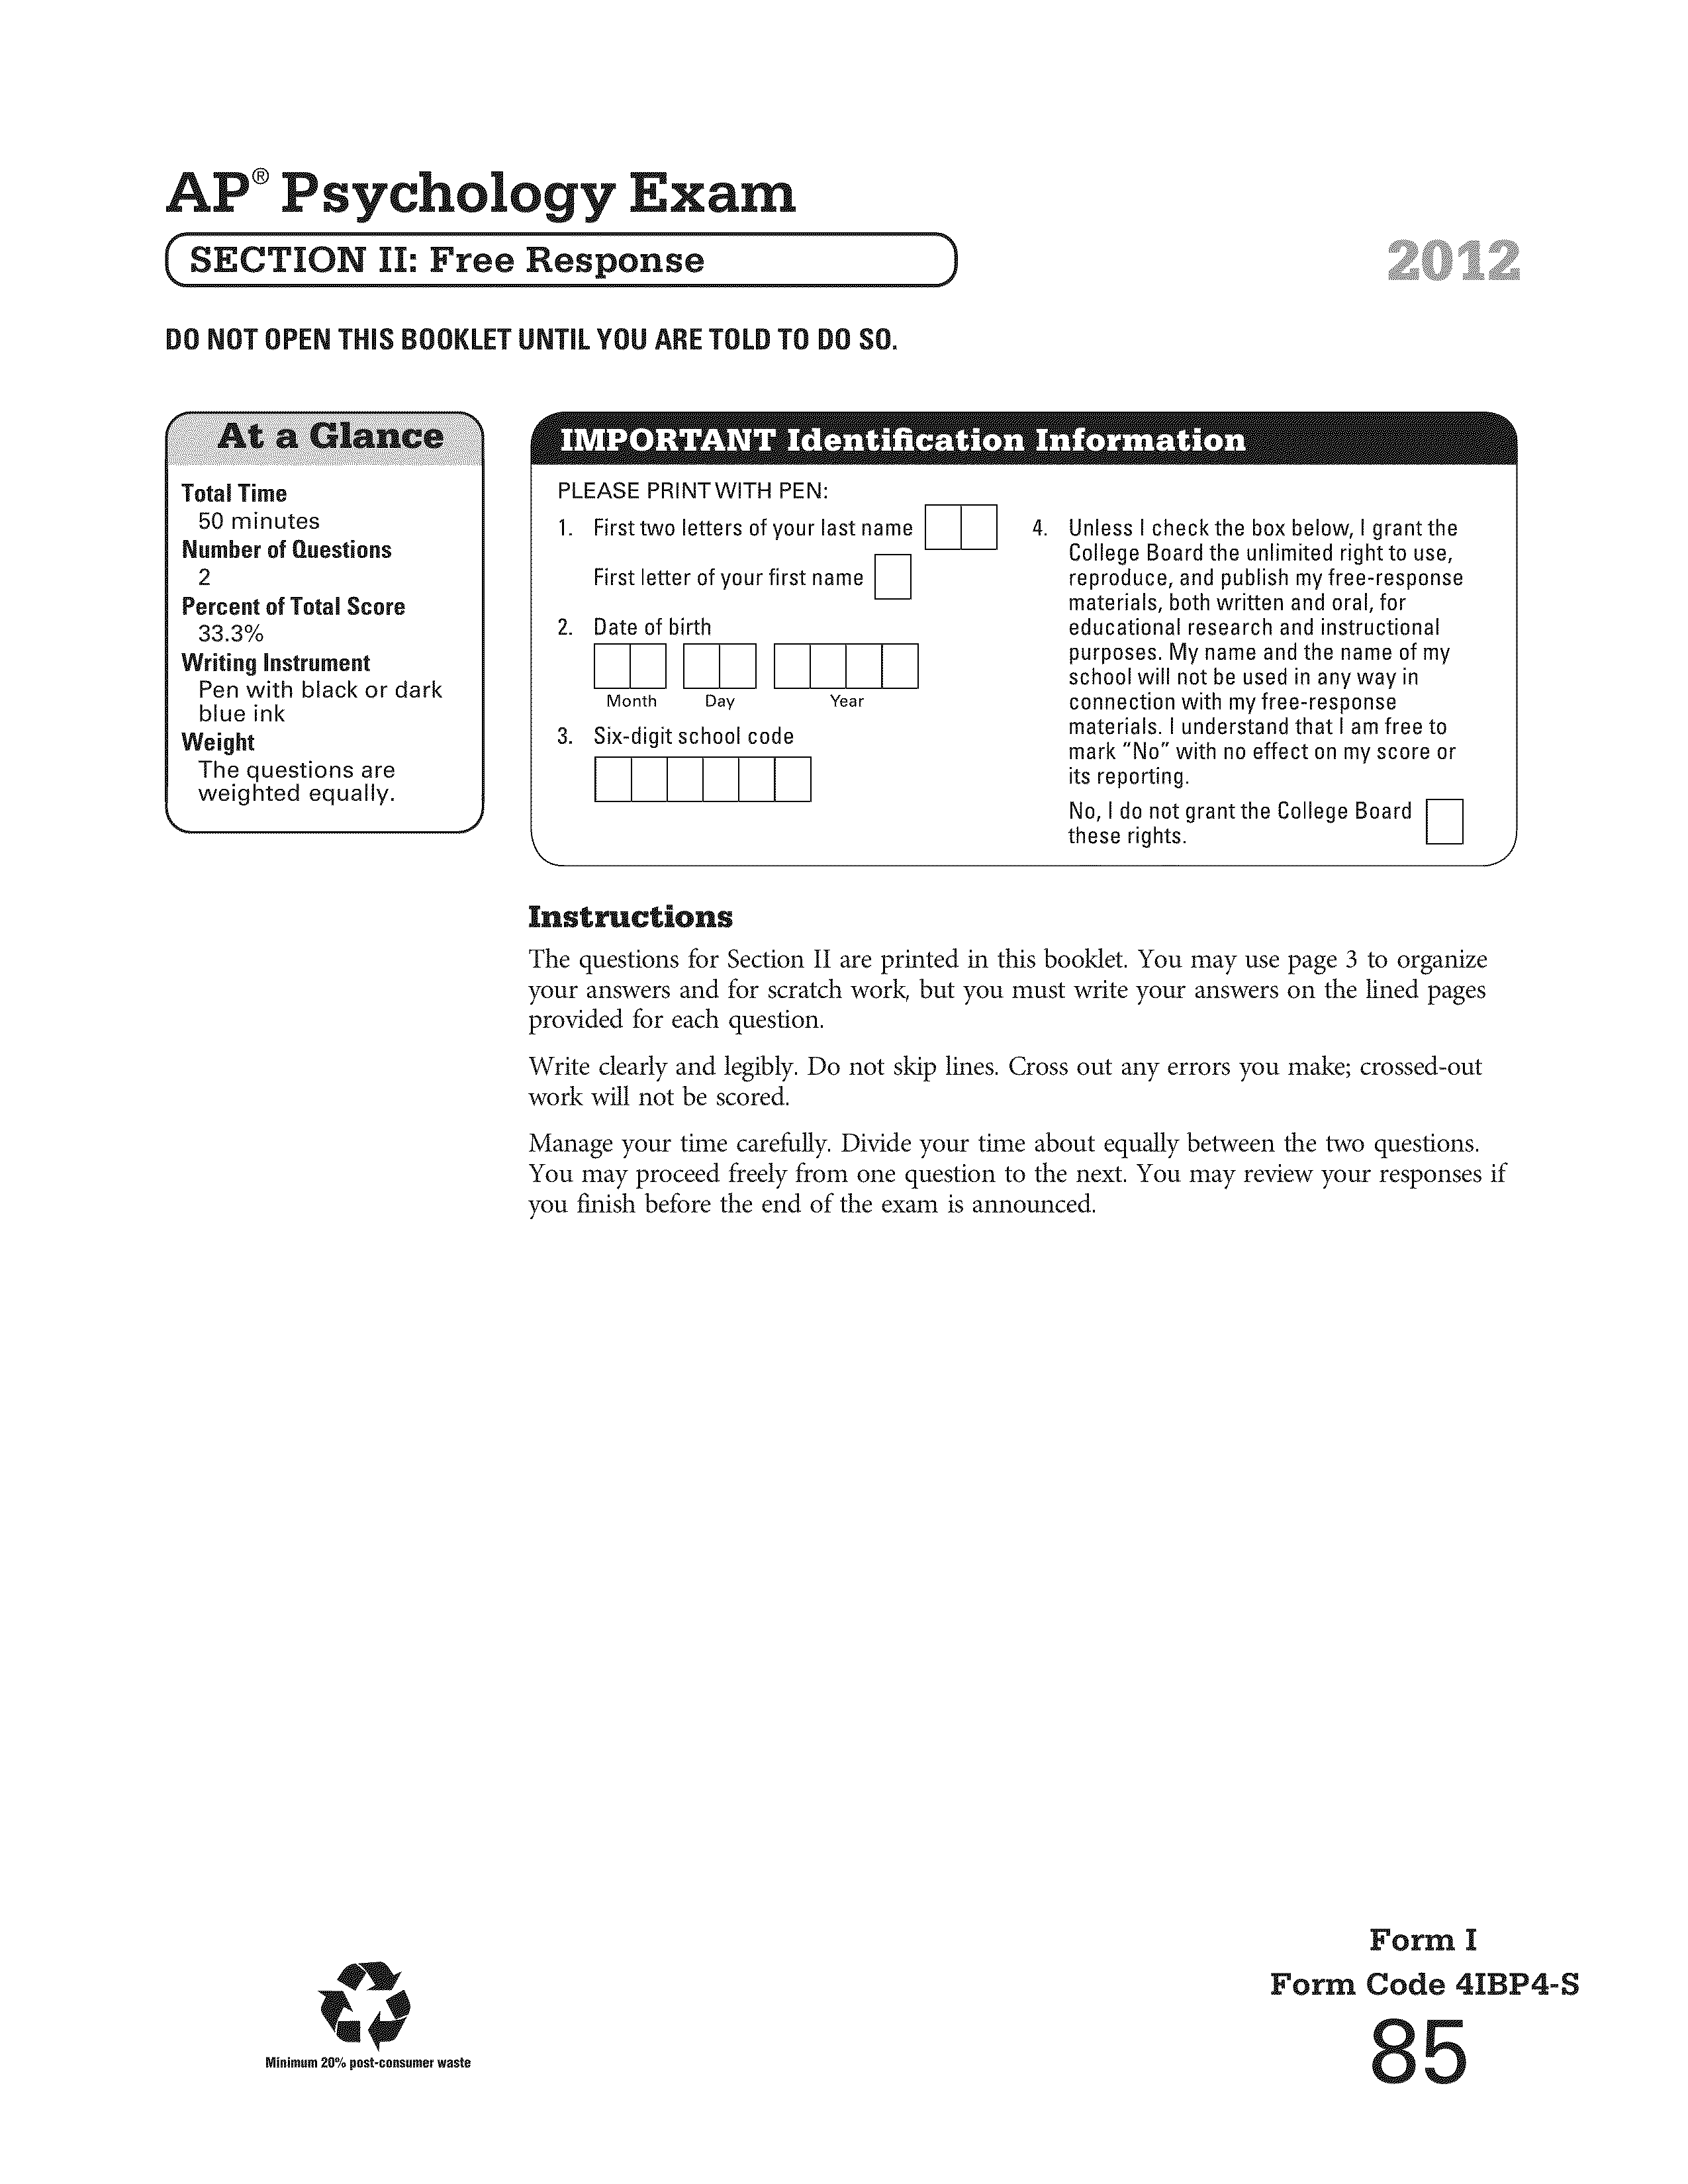 AP® Psychology Exam
SECTION II: Free Response
2012
DO NOT OPEN THIS BOOKLET UNTIL YOU ARE TOLD TO DO SO.
At a Glance
Total Time
50 minutes
Number of Questions
2
Percent of Total Score
33.3%
Writing Instrument
Pen with black or dark
blue ink
Weight
The questions are
weighted equally.
IMPORTANT Identification Information
PLEASE PRINT WITH PEN:
1. First two letters of your last name
First letter of your first name
2. Date of birth
Month Day Year
3. Six-digit school code
4. Unless I check the box below, I grant the
College Board the unlimited right to use,
reproduce, and publish my free-response
materials, both written and oral, for
educational research and instructional
purposes. My name and the name of my
school will not be used in any way in
connection with my free-response
materials. I understand that I am free to
mark "No" with no effect on my score or
its reporting.
No, I do not grant the College Board
these rights.
Instructions
The questions for Section II are printed in this booklet. You may use page 3 to organize
your answers and for scratch work, but you must write your answers on the lined pages
provided for each question.
Write clearly and legibly. Do not skip lines. Cross out any errors you make; crossed-out
work will not be scored.
Manage your time carefully. Divide your time about equally between the two questions.
You may proceed freely from one question to the next. You may review your responses if
you finish before the end of the exam is announced.
Form I
Form Code 4IBP4-S
85
Minimum 20% post-consumer waste